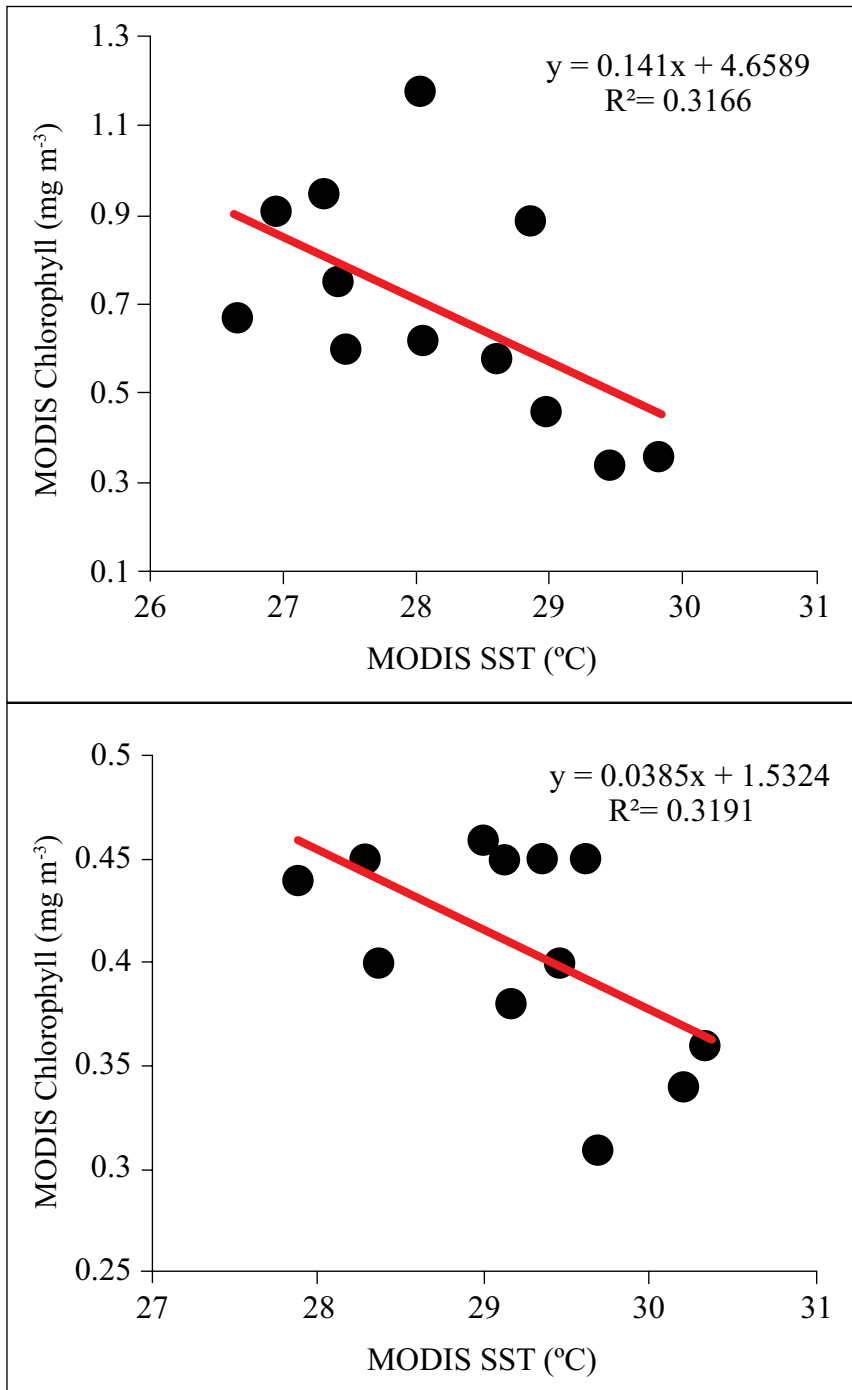 y = 0.141x + 4.6589
R²= 0.3166
MODIS Chlorophyll (mg m⁻³)
1.3
1.1
0.9
0.7
0.5
0.3
0.1
26 27 28 29 30 31
MODIS SST (ºC)
y = 0.0385x + 1.5324
R²= 0.3191
MODIS Chlorophyll (mg m⁻³)
0.5
0.45
0.4
0.35
0.3
0.25
27 28 29 30 31
MODIS SST (ºC)